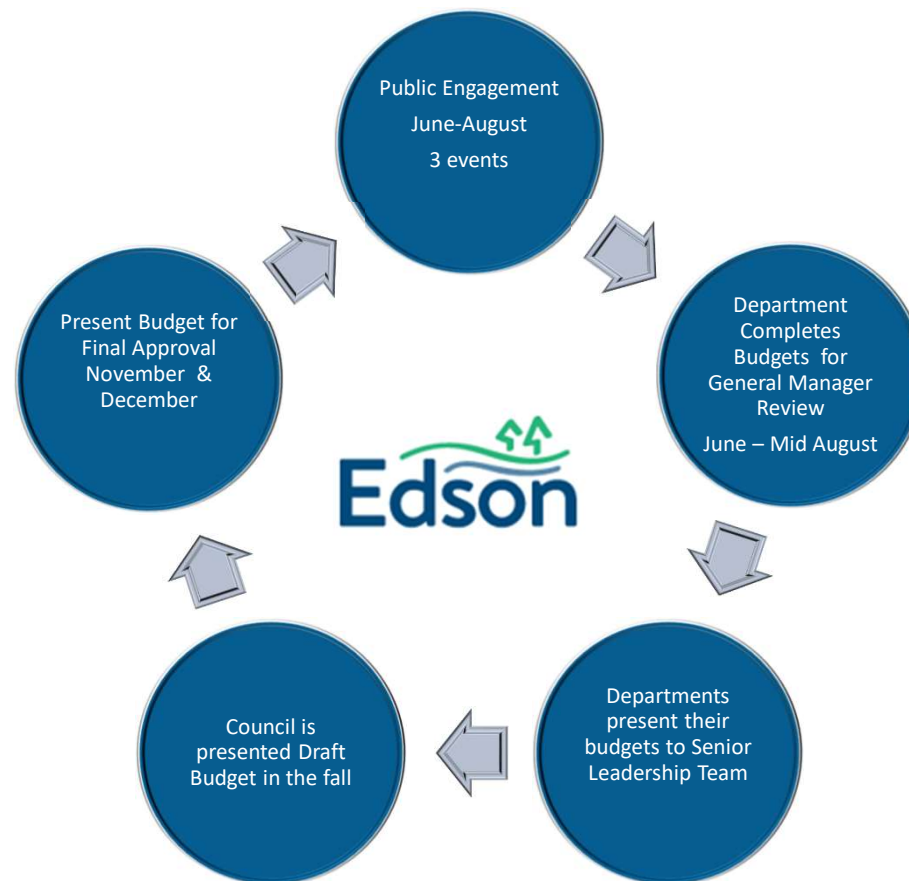 Public Engagement
June-August
3 events
Department
Completes
Budgets for
General Manager
Review
June – Mid August
Departments
present their
budgets to Senior
Leadership Team
Council is
presented Draft
Budget in the fall
Present Budget for
Final Approval
November &
December
Edson